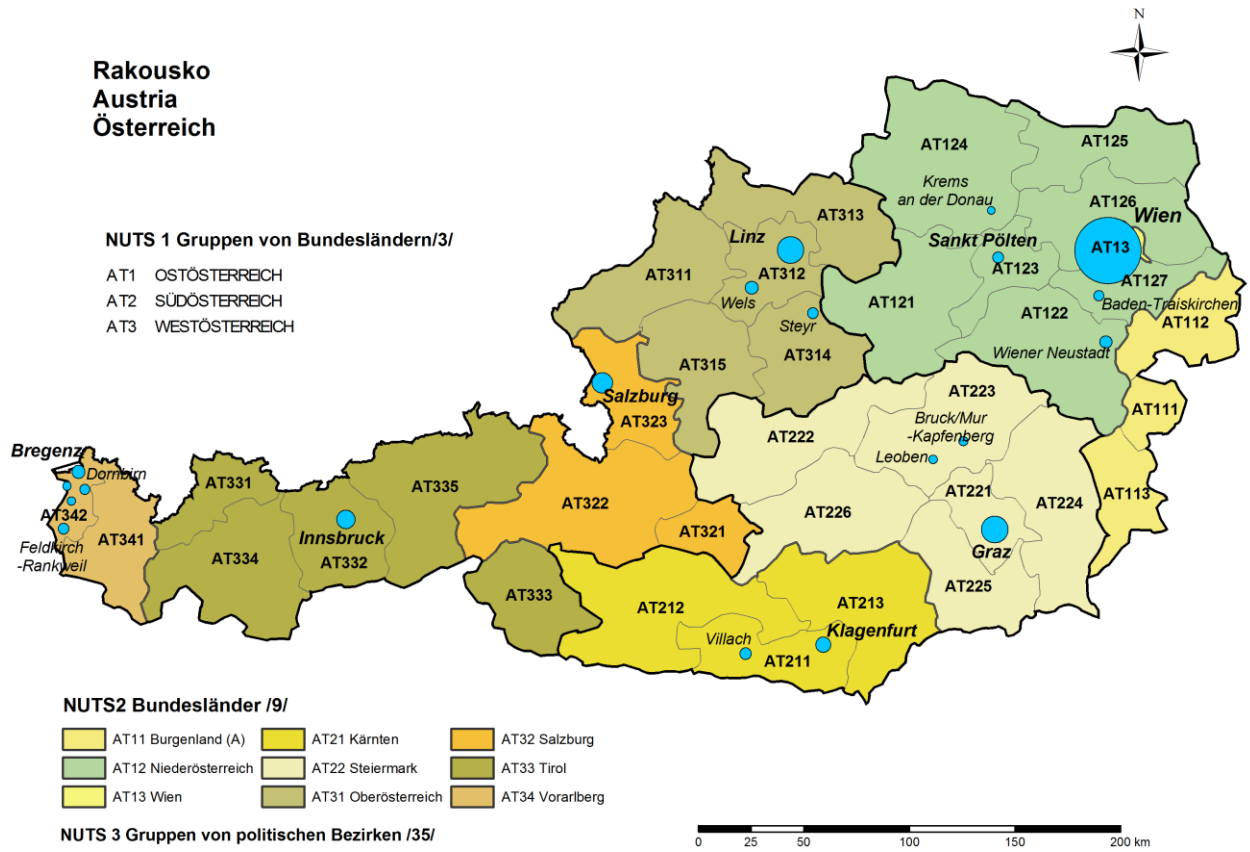 N
Rakousko
Austria
Österreich
NUTS 1 Gruppen von Bundesländern/3/
AT1 OSTÖSTERREICH
AT2 SÜDÖSTERREICH
AT3 WESTÖSTERREICH
AT124
AT125
Krems
an der Donau
AT126
Wien
AT313
Linz
Sankt Pölten
AT13
AT311
AT312
AT123
AT127
Wels
AT121
AT122
Baden-Traiskirchen
AT112
Steyr
Wiener Neustadt
AT315
AT314
Salzburg
AT323
AT223
AT111
Bruck/Mur
-Kapfenberg
AT222
Leoben
Bregenz
Dornbirn
AT331
AT335
AT322
AT221
AT224
AT113
AT342
AT341
Feldkirch
-Rankweil
AT334
Innsbruck
AT332
AT321
AT226
Graz
AT333
AT225
AT212
AT213
Villach
Klagenfurt
AT211
NUTS2 Bundesländer /9/
AT11 Burgenland (A)
AT21 Kärnten
AT32 Salzburg
AT12 Niederösterreich
AT22 Steiermark
AT33 Tirol
AT13 Wien
AT31 Oberösterreich
AT34 Vorarlberg
NUTS 3 Gruppen von politischen Bezirken /35/
0 25 50 100 150 200 km